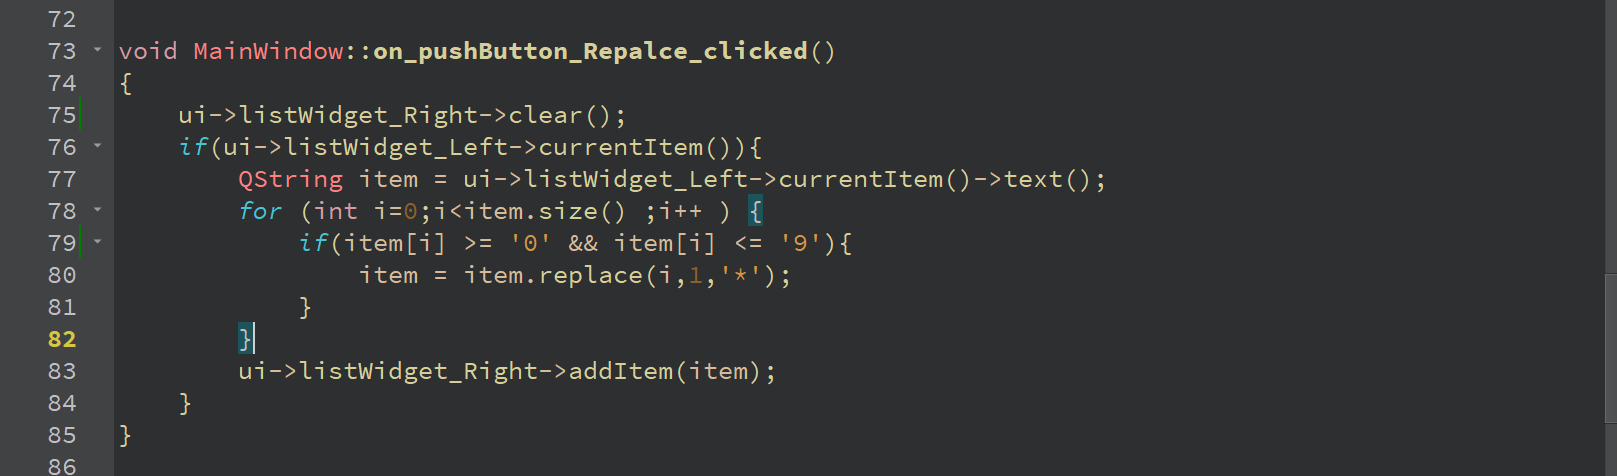 72
73 void MainWindow::on_pushButton_Repalce_clicked()
74 {
75     ui->listWidget_Right->clear();
76     if(ui->listWidget_Left->currentItem()){
77         QString item = ui->listWidget_Left->currentItem()->text();
78         for (int i=0;i<item.size() ;i++ ) {
79             if(item[i] >= '0' && item[i] <= '9'){
80                 item = item.replace(i,1,'*');
81             }
82         }
83         ui->listWidget_Right->addItem(item);
84     }
85 }
86